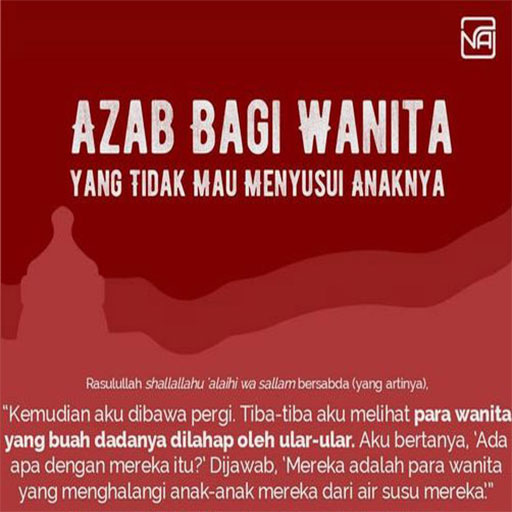 NAI
AZAB BAGI WANITA
YANG TIDAK MAU MENYUSUI ANAKNYA
Rasulullah shallallahu 'alaihi wa sallam bersabda (yang artinya),
"Kemudian aku dibawa pergi. Tiba-tiba aku melihat para wanita
yang buah dadanya dilahap oleh ular-ular. Aku bertanya, 'Ada
apa dengan mereka itu?' Dijawab, 'Mereka adalah para wanita
yang menghalangi anak-anak mereka dari air susu mereka.'"